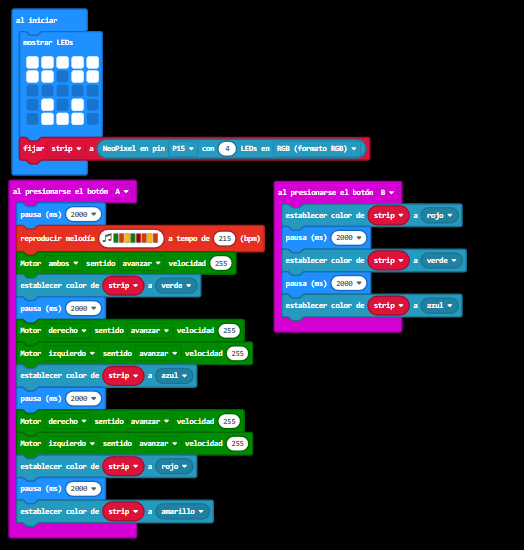 al iniciar
mostrar LEDs
fijar strip a NeoPixel en pin P15 con 4 LEDs en RGB (formato RGB)
al presionarse el botón A
pausa (ms) 2000
reproducir melodía a tempo de 215 (bpm)
Motor ambos sentido avanzar velocidad 255
establecer color de strip a verde
pausa (ms) 2000
Motor derecho sentido avanzar velocidad 255
Motor izquierdo sentido avanzar velocidad 255
establecer color de strip a azul
pausa (ms) 2000
Motor derecho sentido avanzar velocidad 255
Motor izquierdo sentido avanzar velocidad 255
establecer color de strip a rojo
pausa (ms) 2000
establecer color de strip a amarillo
al presionarse el botón B
establecer color de strip a rojo
pausa (ms) 2000
establecer color de strip a verde
pausa (ms) 2000
establecer color de strip a azul